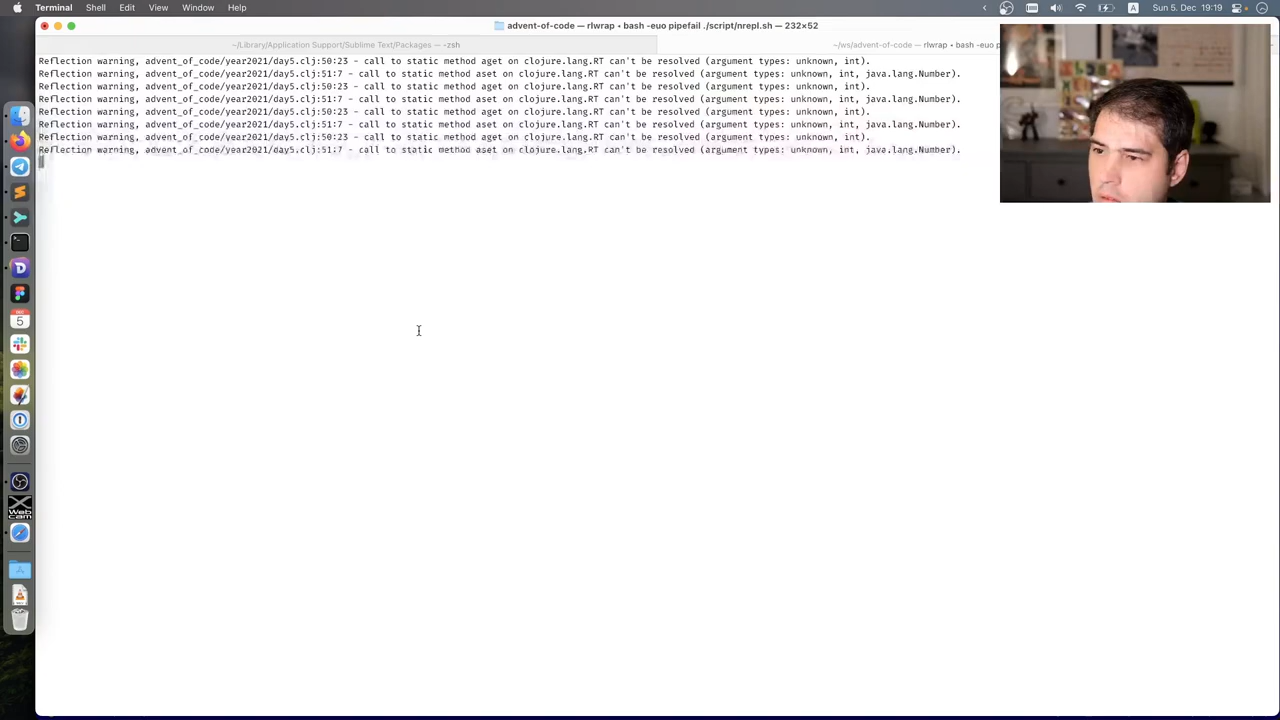 Terminal Shell Edit View Window Help A Sun 5. Dec 19:19
advent-of-code — rlwrap • bash -euo pipefail ./script/nrepl.sh — 232×52
~/Library/Application Support/Sublime Text/Packages — -zsh
~/ws/advent-of-code — rlwrap • bash -euo p
Reflection warning, advent_of_code/year2021/day5.clj:50:23 - call to static method aget on clojure.lang.RT can't be resolved (argument types: unknown, int).
Reflection warning, advent_of_code/year2021/day5.clj:51:7 - call to static method aset on clojure.lang.RT can't be resolved (argument types: unknown, int, java.lang.Number).
Reflection warning, advent_of_code/year2021/day5.clj:50:23 - call to static method aget on clojure.lang.RT can't be resolved (argument types: unknown, int).
Reflection warning, advent_of_code/year2021/day5.clj:51:7 - call to static method aset on clojure.lang.RT can't be resolved (argument types: unknown, int, java.lang.Number).
Reflection warning, advent_of_code/year2021/day5.clj:50:23 - call to static method aget on clojure.lang.RT can't be resolved (argument types: unknown, int).
Reflection warning, advent_of_code/year2021/day5.clj:51:7 - call to static method aset on clojure.lang.RT can't be resolved (argument types: unknown, int, java.lang.Number).
Reflection warning, advent_of_code/year2021/day5.clj:50:23 - call to static method aget on clojure.lang.RT can't be resolved (argument types: unknown, int).
Reflection warning, advent_of_code/year2021/day5.clj:51:7 - call to static method aset on clojure.lang.RT can't be resolved (argument types: unknown, int, java.lang.Number).
DEC
5
Webcam